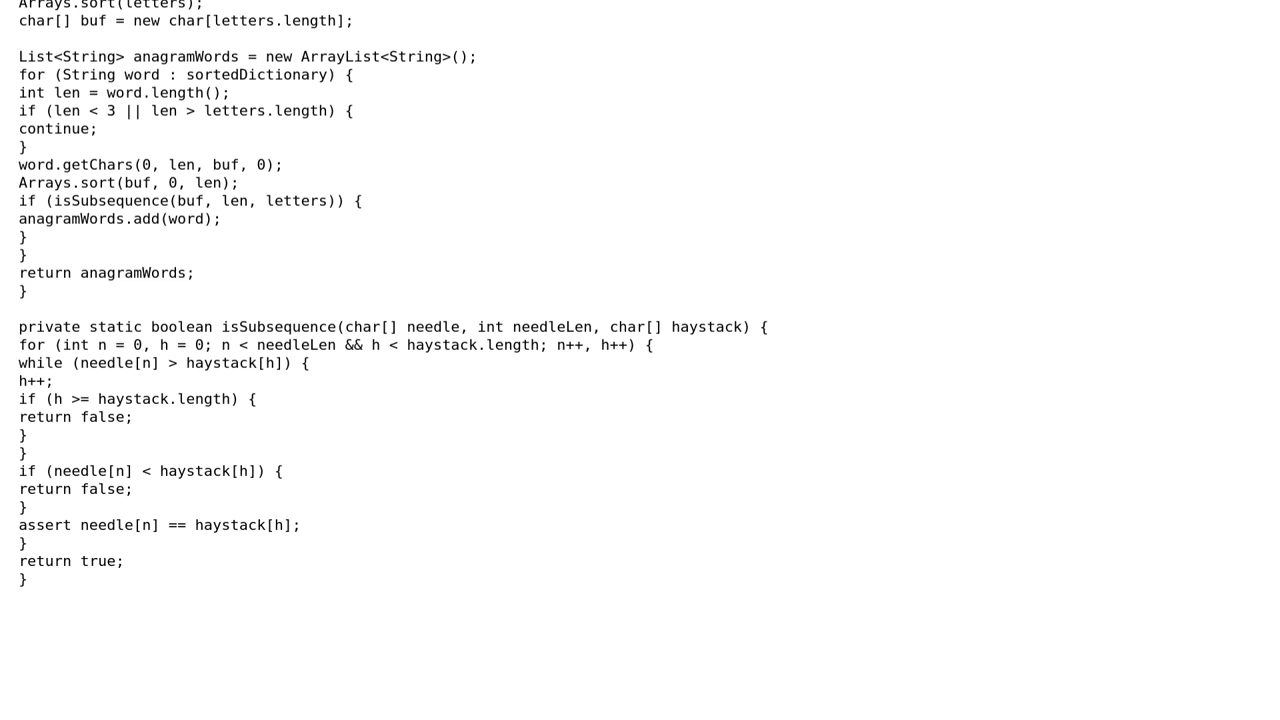 Arrays.sort(letters);
char[] buf = new char[letters.length];

List<String> anagramWords = new ArrayList<String>();
for (String word : sortedDictionary) {
int len = word.length();
if (len < 3 || len > letters.length) {
continue;
}
word.getChars(0, len, buf, 0);
Arrays.sort(buf, 0, len);
if (isSubsequence(buf, len, letters)) {
anagramWords.add(word);
}
}
return anagramWords;
}

private static boolean isSubsequence(char[] needle, int needleLen, char[] haystack) {
for (int n = 0, h = 0; n < needleLen && h < haystack.length; n++, h++) {
while (needle[n] > haystack[h]) {
h++;
if (h >= haystack.length) {
return false;
}
}
if (needle[n] < haystack[h]) {
return false;
}
assert needle[n] == haystack[h];
}
return true;
}